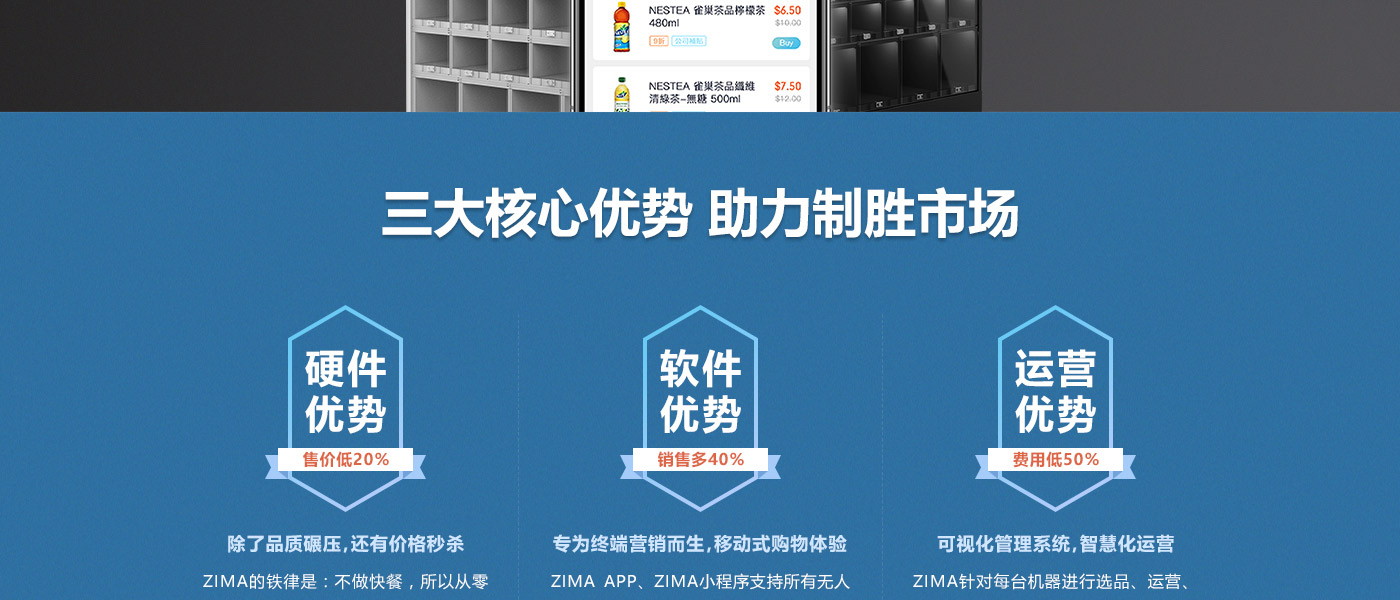 NESTEA 雀巢茶品檸檬茶
480ml
$6.50
$10.00
9折 公司補貼
Buy
NESTEA 雀巢茶品纖維
清綠茶-無糖 500ml
$7.50
$12.00
三大核心优势 助力制胜市场
硬件
优势
售价低20%
软件
优势
销售多40%
运营
优势
费用低50%
除了品质碾压,还有价格秒杀
专为终端营销而生,移动式购物体验
可视化管理系统,智慧化运营
ZIMA的铁律是：不做快餐，所以从零
ZIMA APP、ZIMA小程序支持所有无人
ZIMA针对每台机器进行选品、运营、